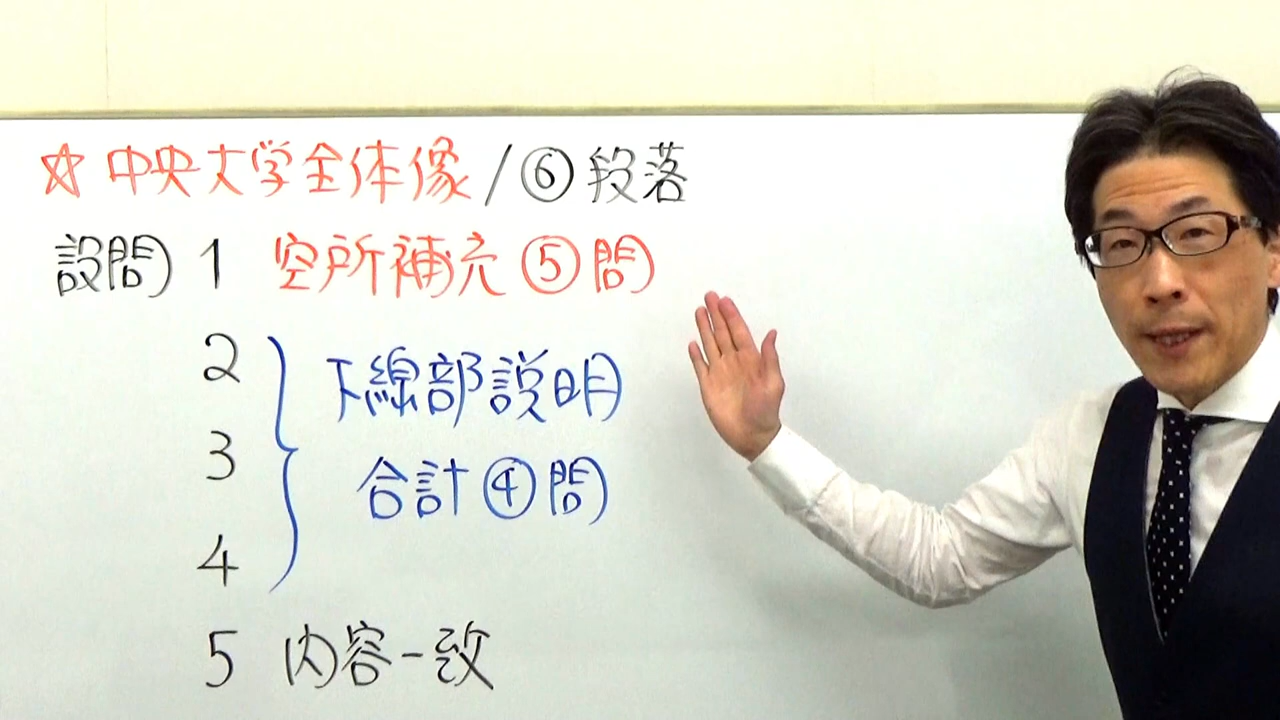 ☆ 中央大学全体像 / ⑥ 段落
設問 1 空所補充 ⑤ 問
2
下線部説明
3
合計 ④ 問
4
5 内容一致